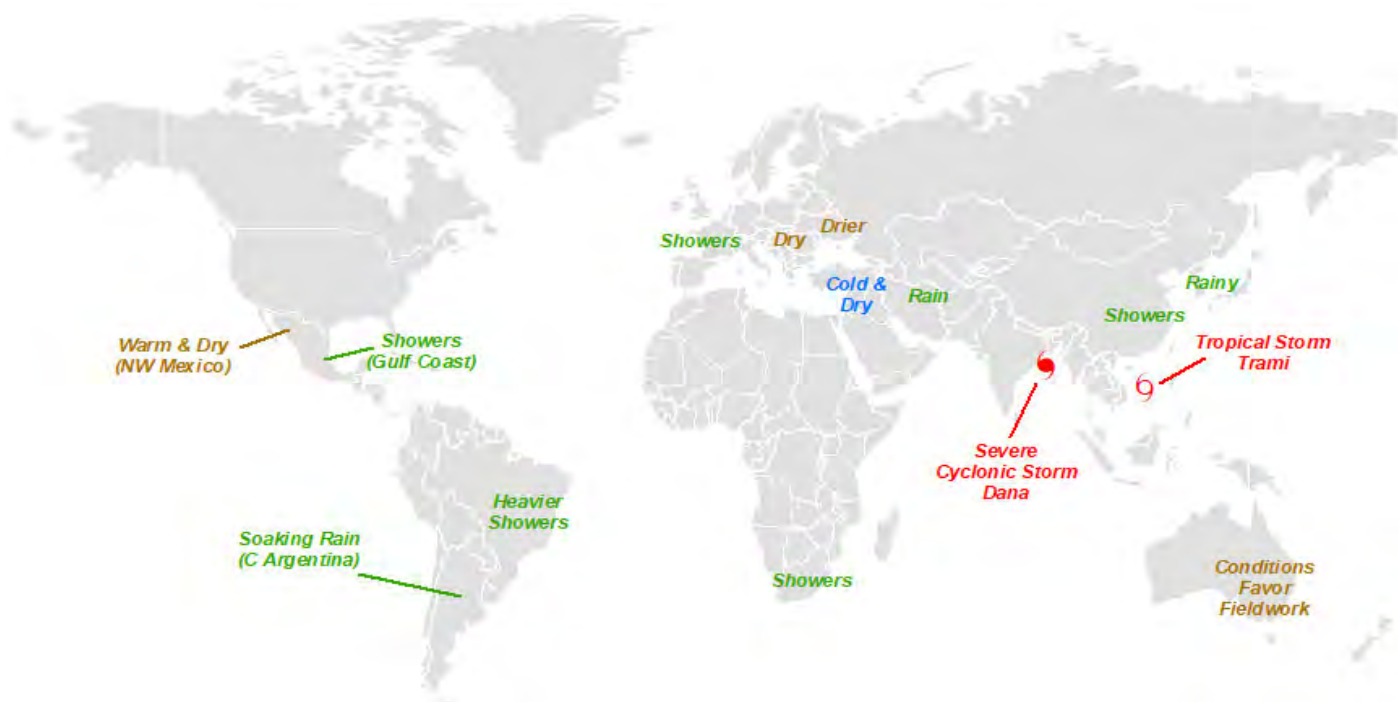 Drier
Dry
Showers
Cold &
Dry
Rain
Rainy
Showers
Warm & Dry
(NW Mexico)
Showers
(Gulf-Coast)
Tropical Storm
Trami
Severe
Cyclonic Storm
Dana
Heavier
Showers
Soaking Rain
(C Argentina)
Showers
Conditions
Favor
Fieldwork